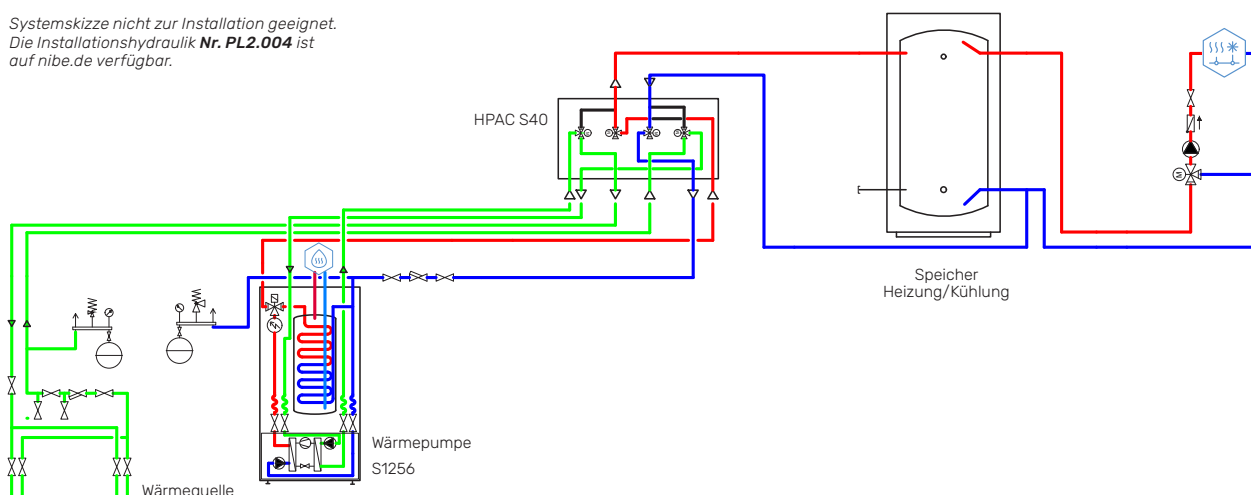 Systemskizze nicht zur Installation geeignet.
Die Installationshydraulik Nr. PL2.004 ist
auf nibe.de verfügbar.
HPAC S40
Speicher
Heizung/Kühlung
M
Wärmepumpe
S1256
Wärmequelle